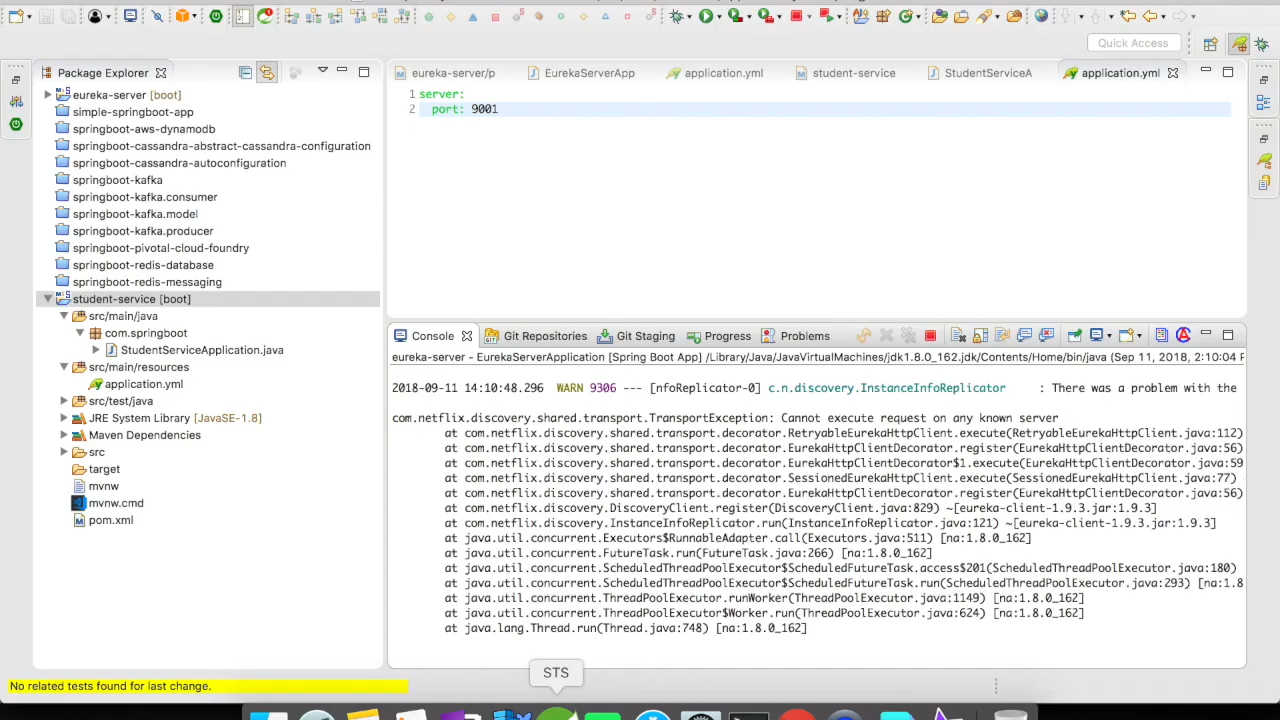 Quick Access
Package Explorer
eureka-server [boot]
simple-springboot-app
springboot-aws-dynamodb
springboot-cassandra-abstract-cassandra-configuration
springboot-cassandra-autoconfiguration
springboot-kafka
springboot-kafka.consumer
springboot-kafka.model
springboot-kafka.producer
springboot-pivotal-cloud-foundry
springboot-redis-database
springboot-redis-messaging
student-service [boot]
src/main/java
com.springboot
StudentServiceApplication.java
src/main/resources
application.yml
src/test/java
JRE System Library [JavaSE-1.8]
Maven Dependencies
src
target
mvnw
mvnw.cmd
pom.xml
eureka-server/p EurekaServerApp application.yml student-service StudentServiceA application.yml
1 server:
2 port: 9001
Console Git Repositories Git Staging Progress Problems
eureka-server - EurekaServerApplication [Spring Boot App] /Library/Java/JavaVirtualMachines/jdk1.8.0_162.jdk/Contents/Home/bin/java (Sep 11, 2018, 2:10:04 P
2018-09-11 14:10:48.296 WARN 9306 --- [nfoReplicator-0] c.n.discovery.InstanceInfoReplicator : There was a problem with the
com.netflix.discovery.shared.transport.TransportException: Cannot execute request on any known server
at com.netflix.discovery.shared.transport.decorator.RetryableEurekaHttpClient.execute(RetryableEurekaHttpClient.java:112)
at com.netflix.discovery.shared.transport.decorator.EurekaHttpClientDecorator.register(EurekaHttpClientDecorator.java:56)
at com.netflix.discovery.shared.transport.decorator.EurekaHttpClientDecorator$1.execute(EurekaHttpClientDecorator.java:59
at com.netflix.discovery.shared.transport.decorator.SessionedEurekaHttpClient.execute(SessionedEurekaHttpClient.java:77)
at com.netflix.discovery.shared.transport.decorator.EurekaHttpClientDecorator.register(EurekaHttpClientDecorator.java:56)
at com.netflix.discovery.DiscoveryClient.register(DiscoveryClient.java:829) ~[eureka-client-1.9.3.jar:1.9.3]
at com.netflix.discovery.InstanceInfoReplicator.run(InstanceInfoReplicator.java:121) ~[eureka-client-1.9.3.jar:1.9.3]
at java.util.concurrent.Executors$RunnableAdapter.call(Executors.java:511) [na:1.8.0_162]
at java.util.concurrent.FutureTask.run(FutureTask.java:266) [na:1.8.0_162]
at java.util.concurrent.ScheduledThreadPoolExecutor$ScheduledFutureTask.access$201(ScheduledThreadPoolExecutor.java:180)
at java.util.concurrent.ScheduledThreadPoolExecutor$ScheduledFutureTask.run(ScheduledThreadPoolExecutor.java:293) [na:1.8
at java.util.concurrent.ThreadPoolExecutor.runWorker(ThreadPoolExecutor.java:1149) [na:1.8.0_162]
at java.util.concurrent.ThreadPoolExecutor$Worker.run(ThreadPoolExecutor.java:624) [na:1.8.0_162]
at java.lang.Thread.run(Thread.java:748) [na:1.8.0_162]
STS
No related tests found for last change.